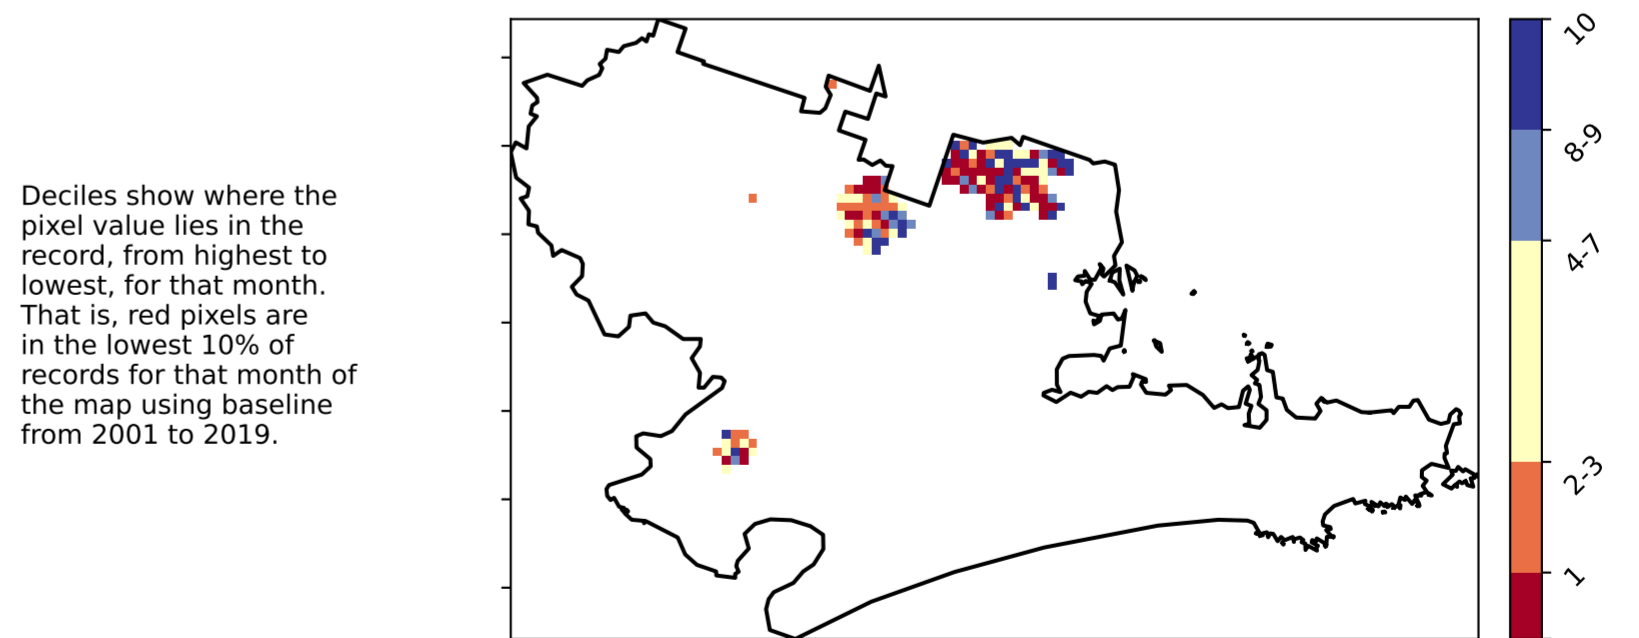 Deciles show where the
pixel value lies in the
record, from highest to
lowest, for that month.
That is, red pixels are
in the lowest 10% of
records for that month of
the map using baseline
from 2001 to 2019.
10
8-9
4-7
2-3
1